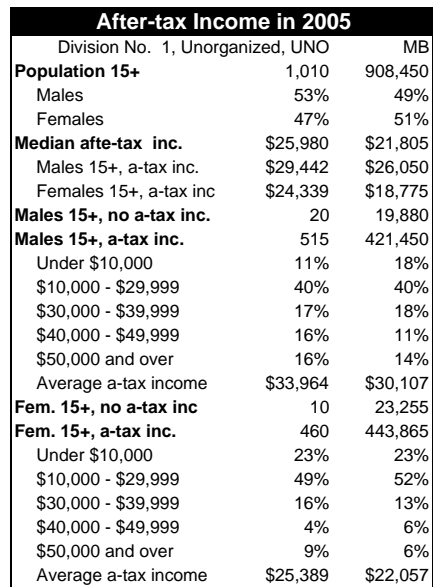 After-tax Income in 2005
Division No. 1, Unorganized, UNO MB
Population 15+ 1,010 908,450
Males 53% 49%
Females 47% 51%
Median afte-tax inc. $25,980 $21,805
Males 15+, a-tax inc. $29,442 $26,050
Females 15+, a-tax inc $24,339 $18,775
Males 15+, no a-tax inc. 20 19,880
Males 15+, a-tax inc. 515 421,450
Under $10,000 11% 18%
$10,000 - $29,999 40% 40%
$30,000 - $39,999 17% 18%
$40,000 - $49,999 16% 11%
$50,000 and over 16% 14%
Average a-tax income $33,964 $30,107
Fem. 15+, no a-tax inc 10 23,255
Fem. 15+, a-tax inc. 460 443,865
Under $10,000 23% 23%
$10,000 - $29,999 49% 52%
$30,000 - $39,999 16% 13%
$40,000 - $49,999 4% 6%
$50,000 and over 9% 6%
Average a-tax income $25,389 $22,057